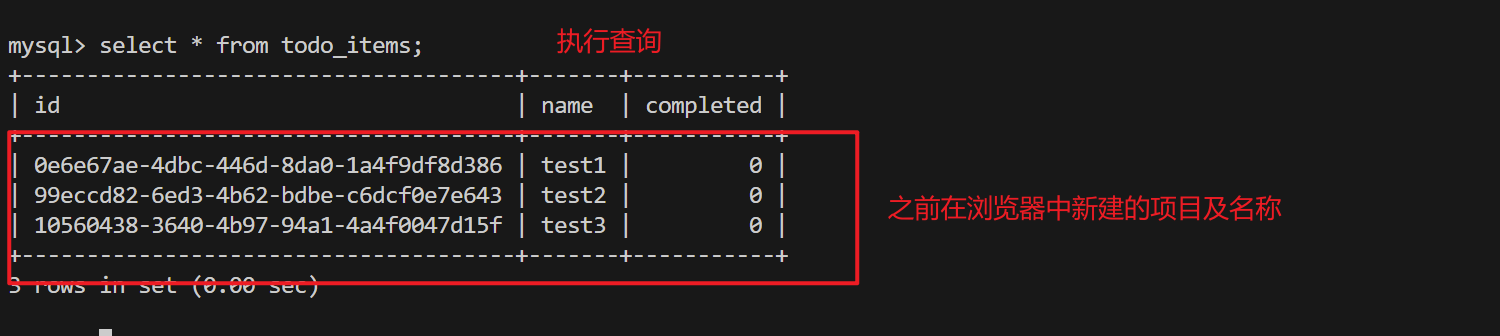 mysql> select * from todo_items; 执行查询
+--------------------------------------+-------+-----------+
| id                                   | name  | completed |
+--------------------------------------+-------+-----------+
| 0e6e67ae-4dbc-446d-8da0-1a4f9df8d386 | test1 |         0 |
| 99eccd82-6ed3-4b62-bdbe-c6dcf0e7e643 | test2 |         0 |
| 10560438-3640-4b97-94a1-4a4f0047d15f | test3 |         0 |
+--------------------------------------+-------+-----------+
之前在浏览器中新建的项目及名称
3 rows in set (0.00 sec)